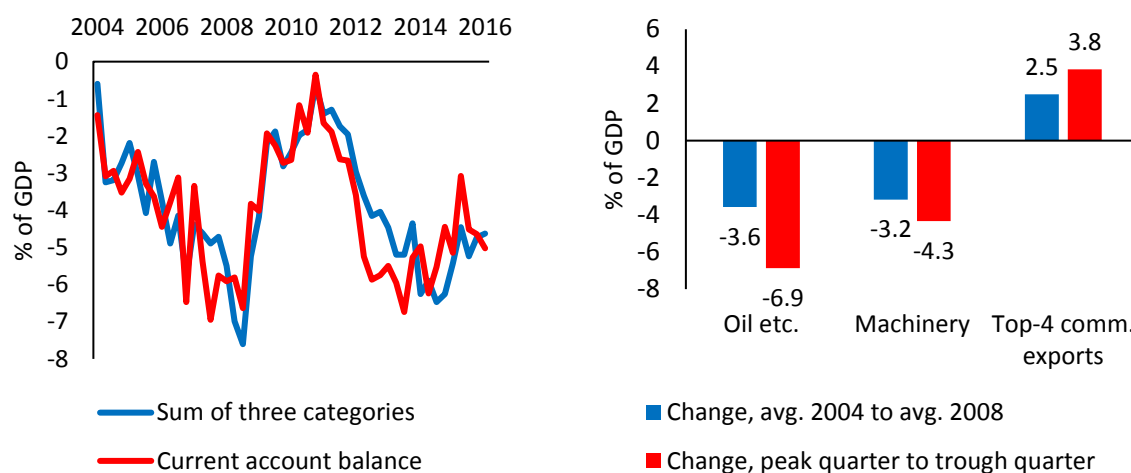 2004 2006 2008 2010 2012 2014 2016
0
-1
-2
-3
-4
-5
-6
-7
-8
% of GDP
Sum of three categories
Current account balance
6
4
2
0
-2
-4
-6
-8
% of GDP
-3.6
-6.9
-3.2
-4.3
2.5
3.8
Oil etc.
Machinery
Top-4 comm.
exports
Change, avg. 2004 to avg. 2008
Change, peak quarter to trough quarter